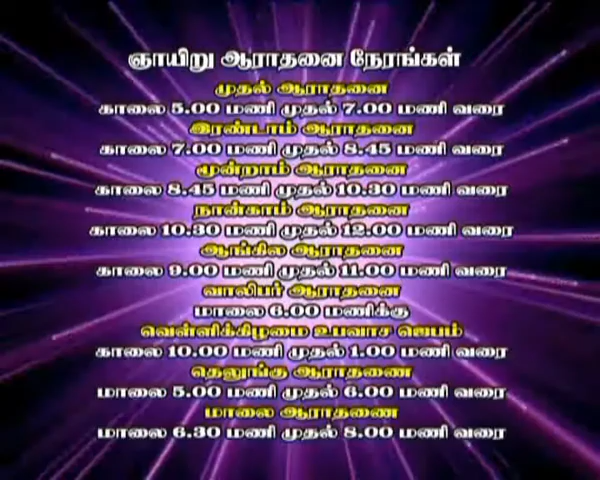 ஞாயிறு ஆராதனை நேரங்கள்
முதல் ஆராதனை
காலை 5.00 மணி முதல் 7.00 மணி வரை
இரண்டாம் ஆராதனை
காலை 7.00 மணி முதல் 8.45 மணி வரை
மூன்றாம் ஆராதனை
காலை 8.45 மணி முதல் 10.30 மணி வரை
நான்காம் ஆராதனை
காலை 10.30 மணி முதல் 12.00 மணி வரை
ஆங்கில ஆராதனை
காலை 9.00 மணி முதல் 11.00 மணி வரை
வாலிபர் ஆராதனை
மாலை 6.00 மணிக்கு
வெள்ளிக்கிழமை உபவாச ஜெபம்
காலை 10.00 மணி முதல் 1.00 மணி வரை
தெலுங்கு ஆராதணை
மாலை 5.00 மணி முதல் 6.00 மணி வரை
மாலை ஆராதணை
மாலை 6.30 மணி முதல் 8.00 மணி வரை